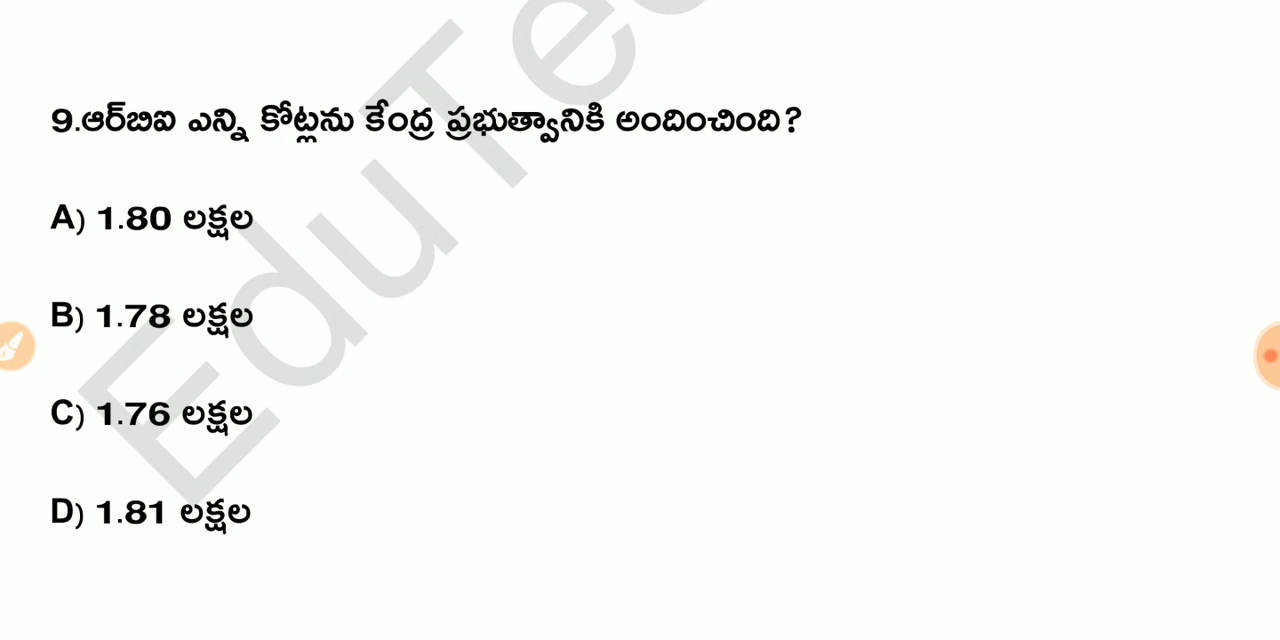 9.ఆర్‌బిఐ ఎన్ని కోట్లను కేంద్ర ప్రభుత్వానికి అందించింది?
A) 1.80 లక్షల
B) 1.78 లక్షల
C) 1.76 లక్షల
D) 1.81 లక్షల